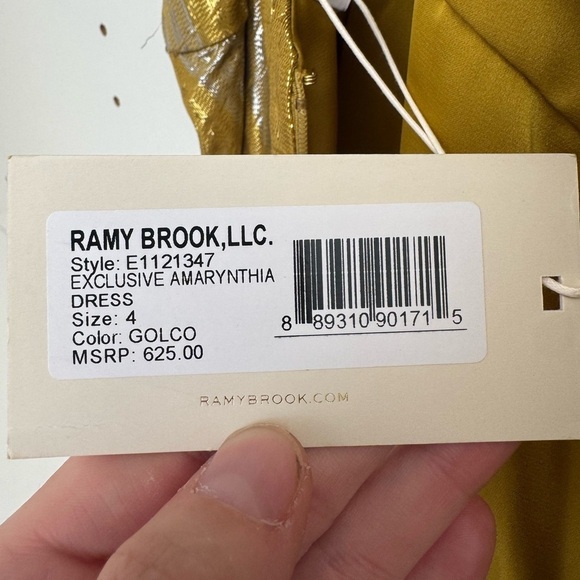 RAMY BROOK,LLC.
Style: E1121347
EXCLUSIVE AMARYNTHIA
DRESS
Size: 4
Color: GOLCO
MSRP: 625.00
8 89310 90171 5
RAMYBROOK.COM